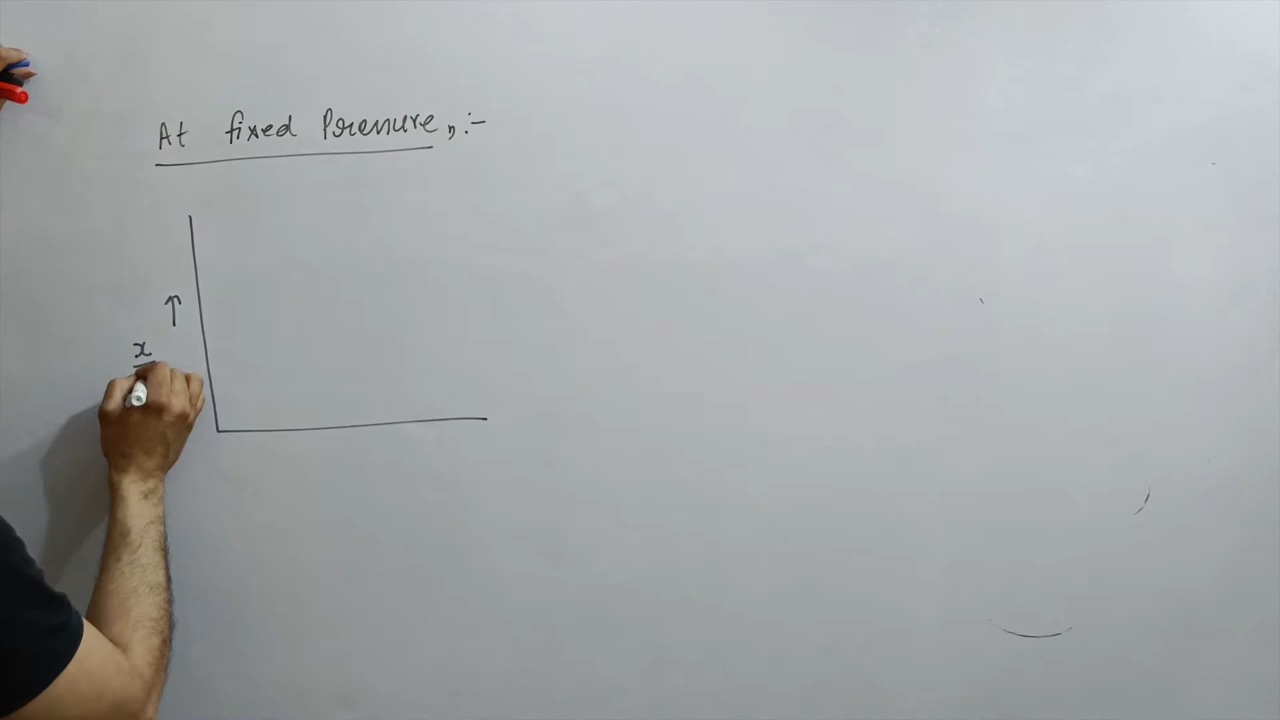 At fixed Pressure,, :-
↑
x